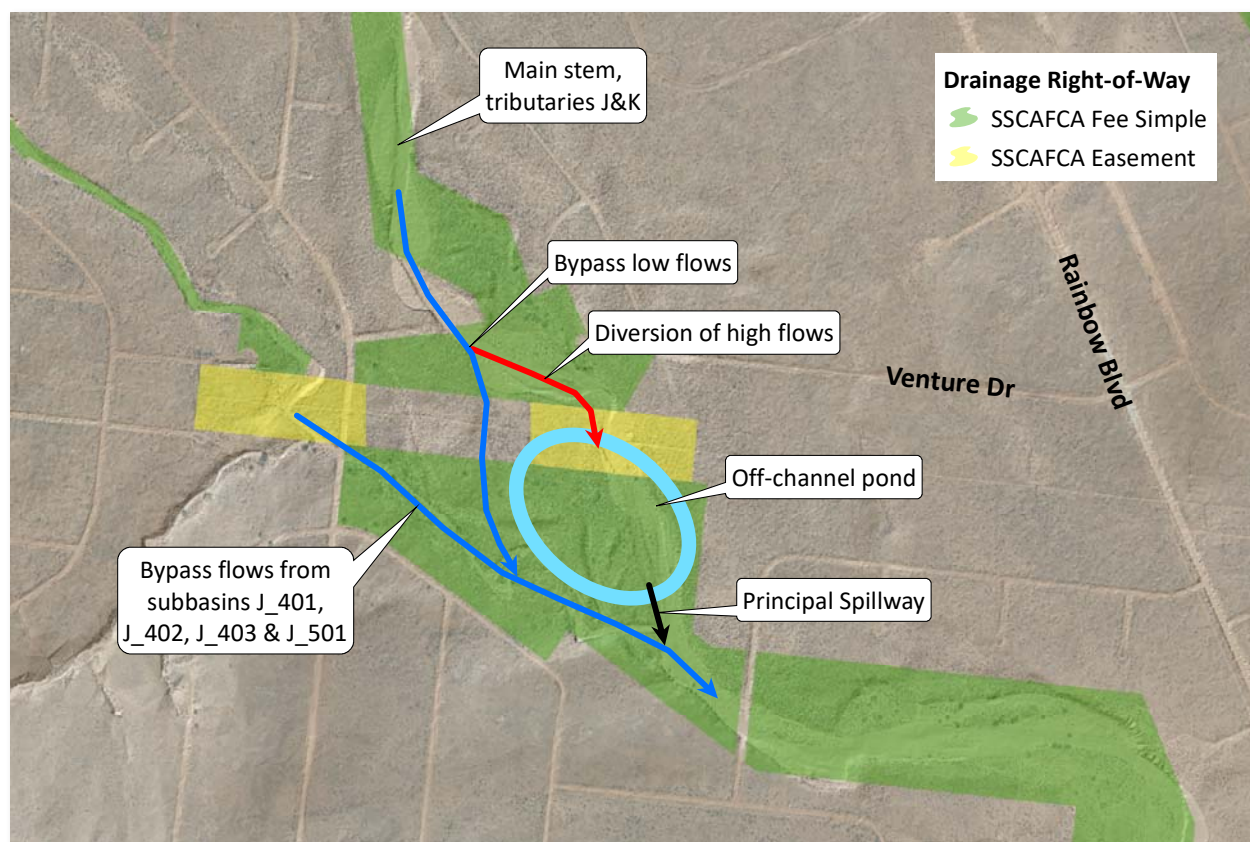 Main stem,
tributaries J&K
Drainage Right-of-Way
SSCAFCA Fee Simple
SSCAFCA Easement
Bypass low flows
Diversion of high flows
Rainbow Blvd
Venture Dr
Off-channel pond
Bypass flows from
subbasins J_401,
J_402, J_403 & J_501
Principal Spillway